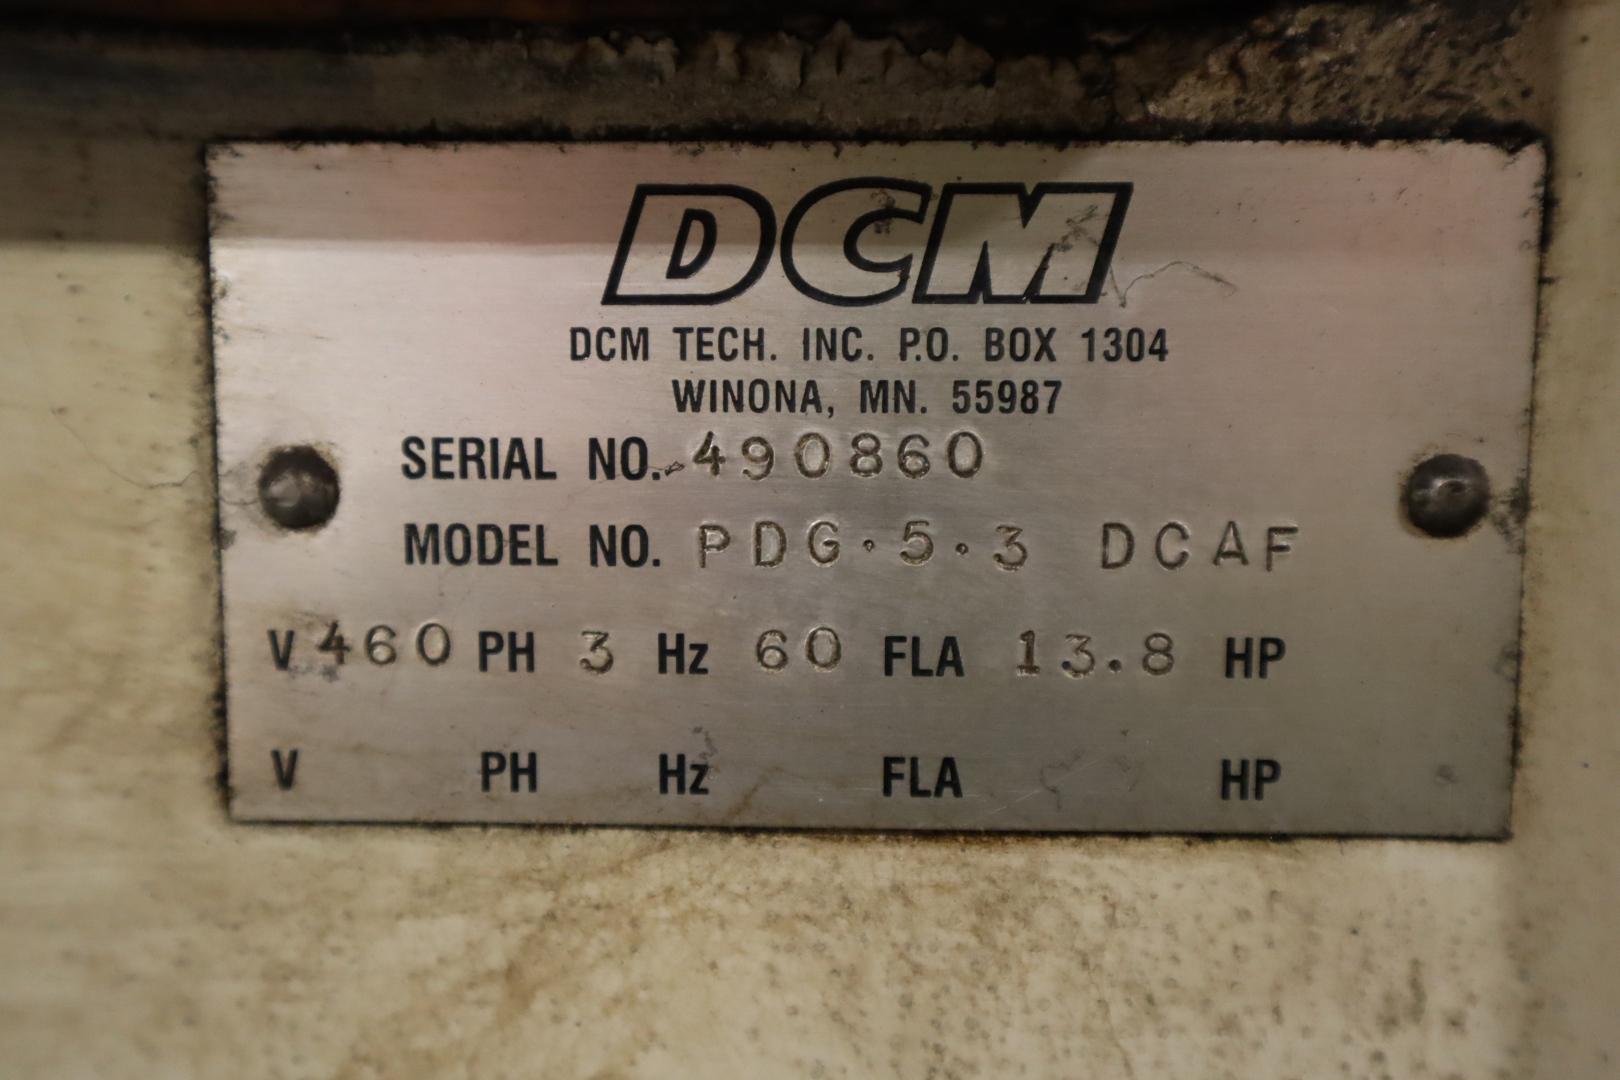 DCM
DCM TECH. INC. P.O. BOX 1304
WINONA, MN. 55987
SERIAL NO. 490860
MODEL NO. PDG·5·3 DCAF
V 460 PH 3 Hz 60 FLA 13.8 HP
V PH Hz FLA HP